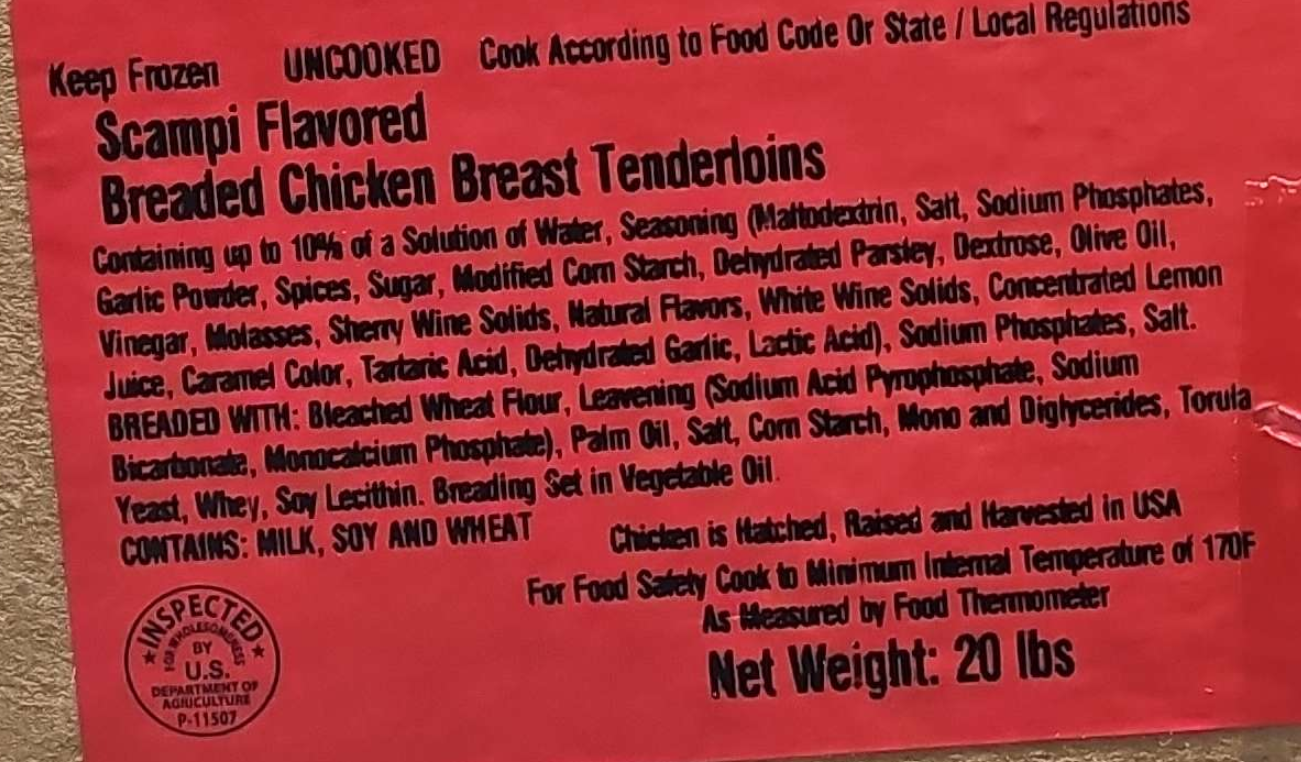 Keep Frozen UNCOOKED Cook According to Food Code Or State / Local Regulations
Scampi Flavored
Breaded Chicken Breast Tenderloins
Containing up to 10% of a Solution of Water, Seasoning (Maltodextrin, Salt, Sodium Phosphates,
Garlic Powder, Spices, Sugar, Modified Corn Starch, Dehydrated Parsley, Dextrose, Olive Oil,
Vinegar, Molasses, Sherry Wine Solids, Natural Flavors, White Wine Solids, Concentrated Lemon
Juice, Caramel Color, Tartaric Acid, Dehydrated Garlic, Lactic Acid), Sodium Phosphates, Salt.
BREADED WITH: Bleached Wheat Flour, Leavening (Sodium Acid Pyrophosphate, Sodium
Bicarbonate, Monocalcium Phosphate), Palm Oil, Salt, Corn Starch, Mono and Diglycerides, Torula
Yeast, Whey, Soy Lecithin. Breading Set in Vegetable Oil.
CONTAINS: MILK, SOY AND WHEAT
Chicken is Hatched, Raised and Harvested in USA
For Food Safety Cook to Minimum Internal Temperature of 170F
As Measured by Food Thermometer
Net Weight: 20 lbs
INSPECTED
FOR WHOLESOMENESS
BY
U.S.
DEPARTMENT OF
AGRICULTURE
P-11507